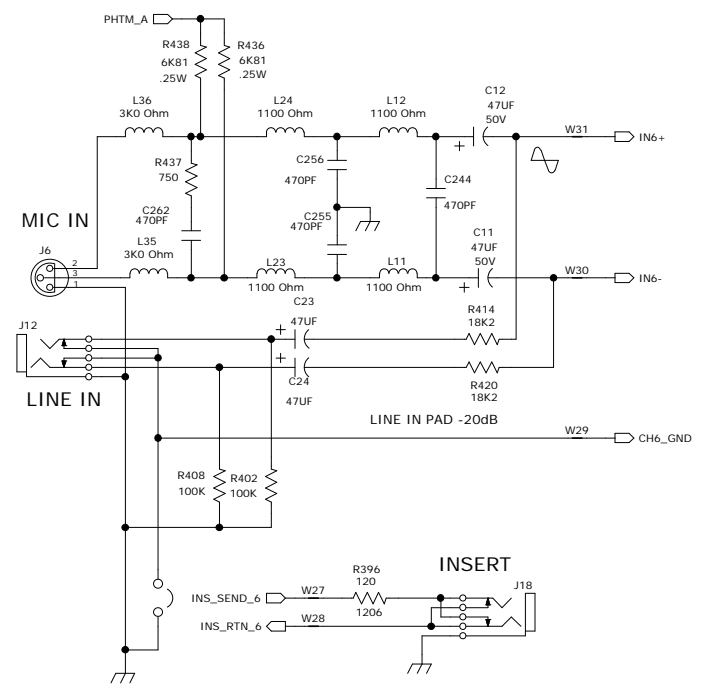 PHTM_A
R438
6K81
.25W
R436
6K81
.25W
L36
3K0 Ohm
L24
1100 Ohm
L12
1100 Ohm
C12
47UF
50V
W31
IN6+
+
R437
750
C256
470PF
C244
470PF
C262
470PF
C255
470PF
MIC IN
J6
2
3
1
L35
3K0 Ohm
L23
1100 Ohm
L11
1100 Ohm
C11
47UF
50V
+
W30
IN6-
J12
C23
47UF
+
R414
18K2
+
C24
47UF
R420
18K2
LINE IN
LINE IN PAD -20dB
W29
CH6_GND
R408
100K
R402
100K
INSERT
R396
120
1206
J18
INS_SEND_6
W27
INS_RTN_6
W28